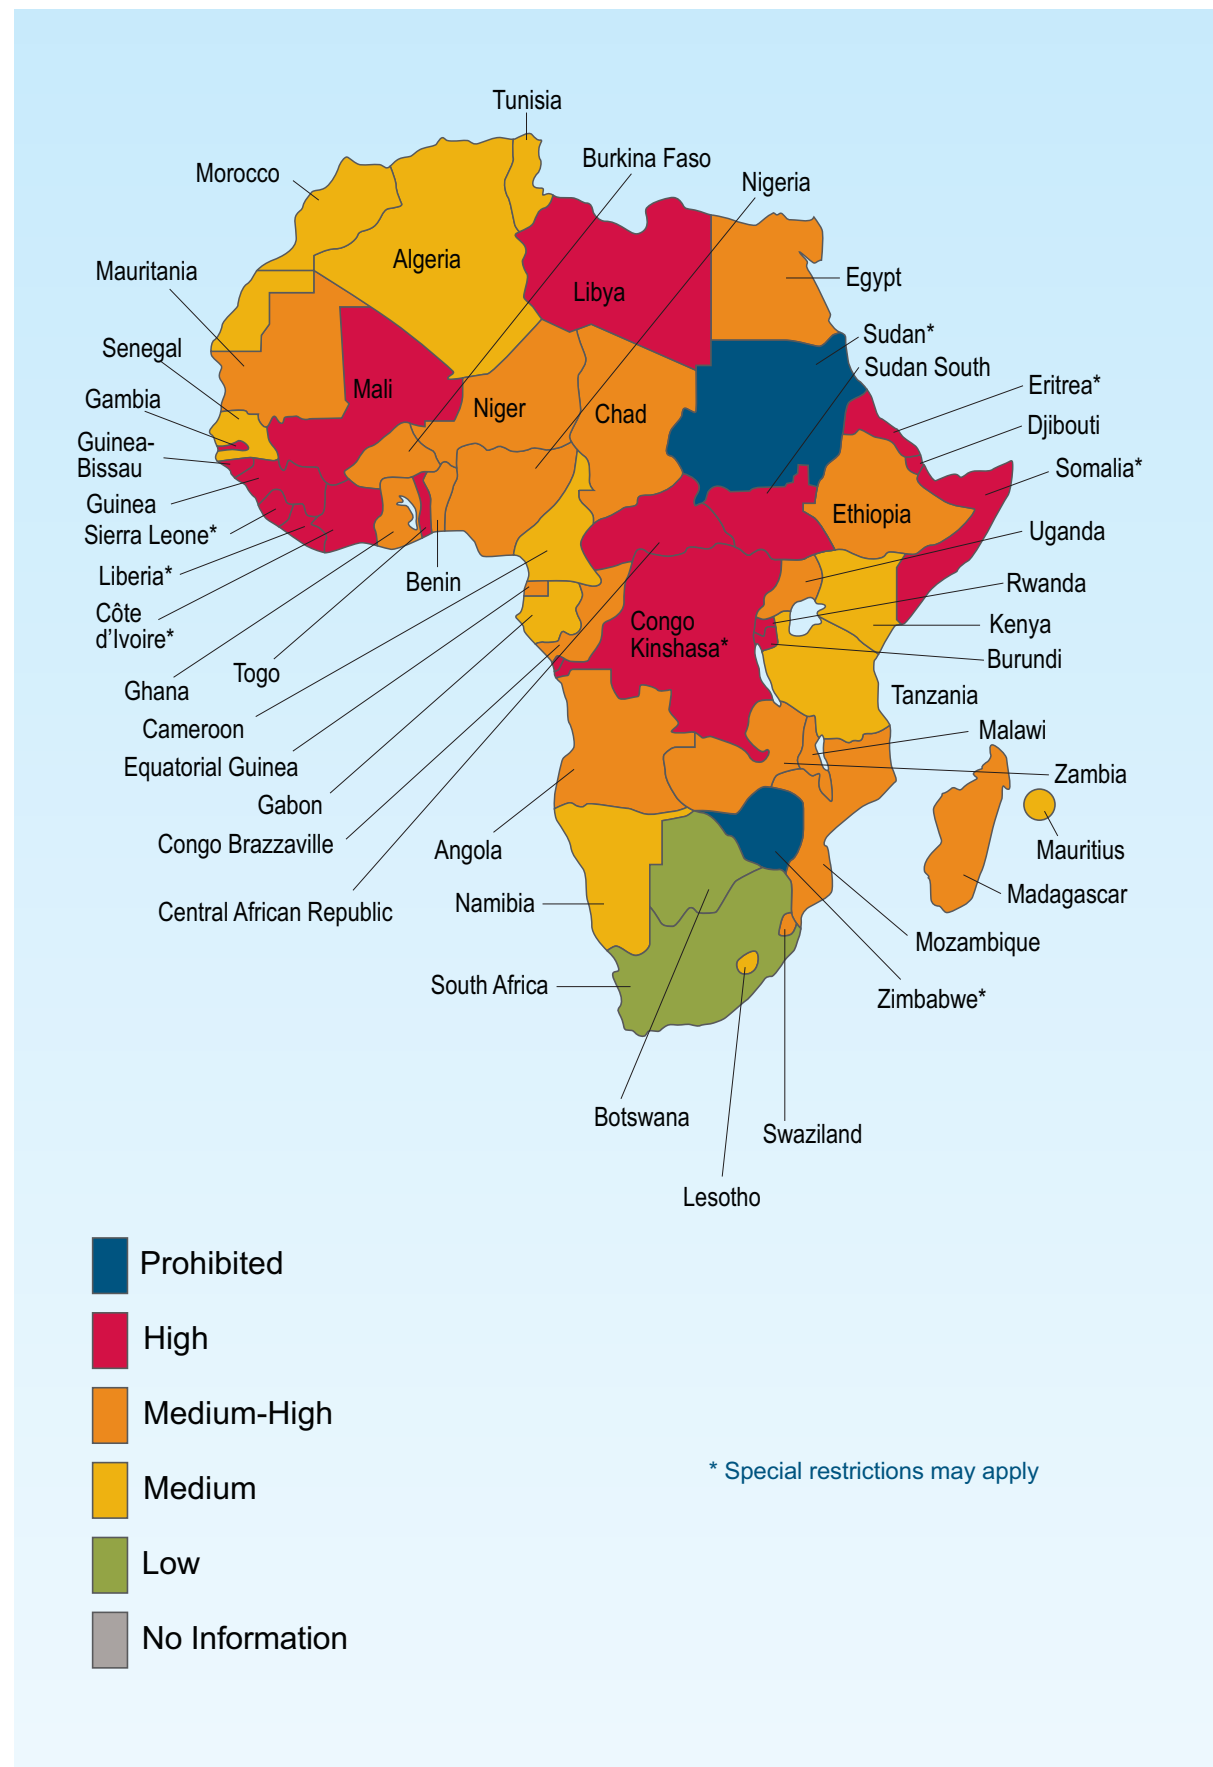 Tunisia
Burkina Faso
Nigeria
Morocco
Algeria
Mauritania
Libya
Egypt
Senegal
Sudan*
Sudan South
Gambia
Mali
Niger
Chad
Eritrea*
Djibouti
Guinea-
Bissau
Somalia*
Guinea
Ethiopia
Sierra Leone*
Uganda
Liberia*
Benin
Rwanda
Côte
d'Ivoire*
Congo
Kinshasa*
Kenya
Burundi
Togo
Ghana
Tanzania
Cameroon
Malawi
Equatorial Guinea
Zambia
Gabon
Congo Brazzaville
Angola
Mauritius
Madagascar
Central African Republic
Namibia
Mozambique
South Africa
Zimbabwe*
Botswana
Swaziland
Lesotho
Prohibited
High
Medium-High
Medium
* Special restrictions may apply
Low
No Information